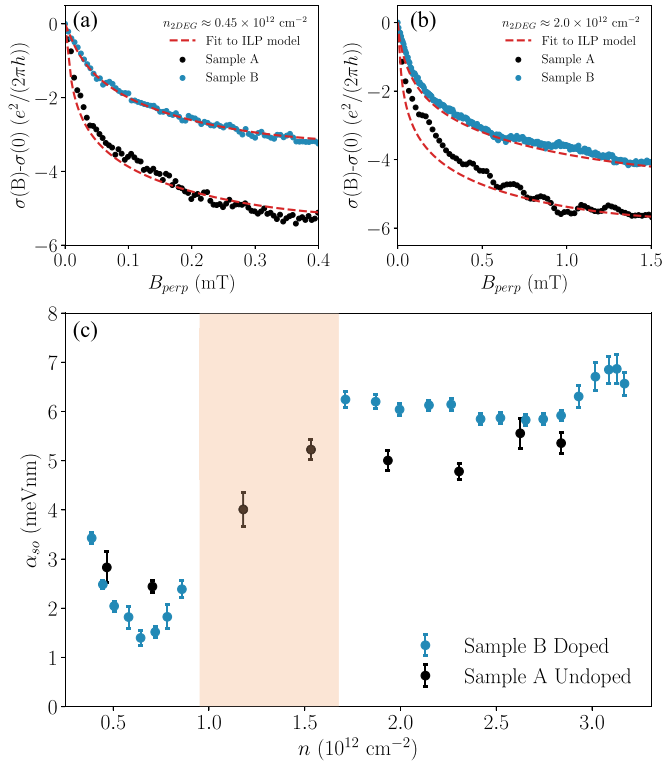 (a)
n2DEG ≈ 0.45 × 10¹² cm⁻²
Fit to ILP model
Sample A
Sample B
0
−2
−4
−6
σ(B)-σ(0) (e²/(2πh))
0.0 0.1 0.2 0.3 0.4
Bperp (mT)
(b)
n2DEG ≈ 2.0 × 10¹² cm⁻²
Fit to ILP model
Sample A
Sample B
0
−2
−4
−6
σ(B)-σ(0) (e²/(2πh))
0.0 0.5 1.0 1.5
Bperp (mT)
(c)
8
7
6
5
4
3
2
1
0
αso (meVnm)
Sample B Doped
Sample A Undoped
0.5 1.0 1.5 2.0 2.5 3.0
n (10¹² cm⁻²)